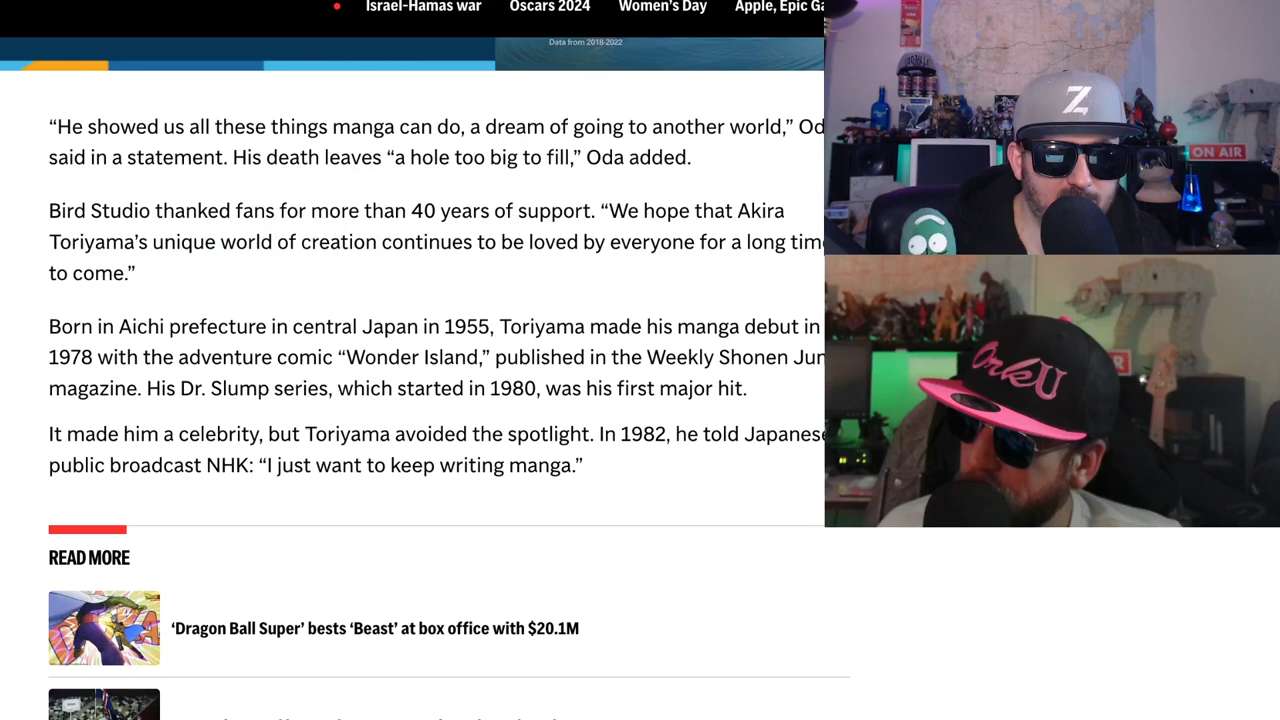 Israel-Hamas war Oscars 2024 Women's Day Apple, Epic Ga
Data from 2018-2022
“He showed us all these things manga can do, a dream of going to another world,” Od
said in a statement. His death leaves “a hole too big to fill,” Oda added.
Bird Studio thanked fans for more than 40 years of support. “We hope that Akira
Toriyama’s unique world of creation continues to be loved by everyone for a long time
to come.”
Born in Aichi prefecture in central Japan in 1955, Toriyama made his manga debut in
1978 with the adventure comic “Wonder Island,” published in the Weekly Shonen Jum
magazine. His Dr. Slump series, which started in 1980, was his first major hit.
It made him a celebrity, but Toriyama avoided the spotlight. In 1982, he told Japanese
public broadcast NHK: “I just want to keep writing manga.”
READ MORE
‘Dragon Ball Super’ bests ‘Beast’ at box office with $20.1M
Z
ON AIR
OrkU
R